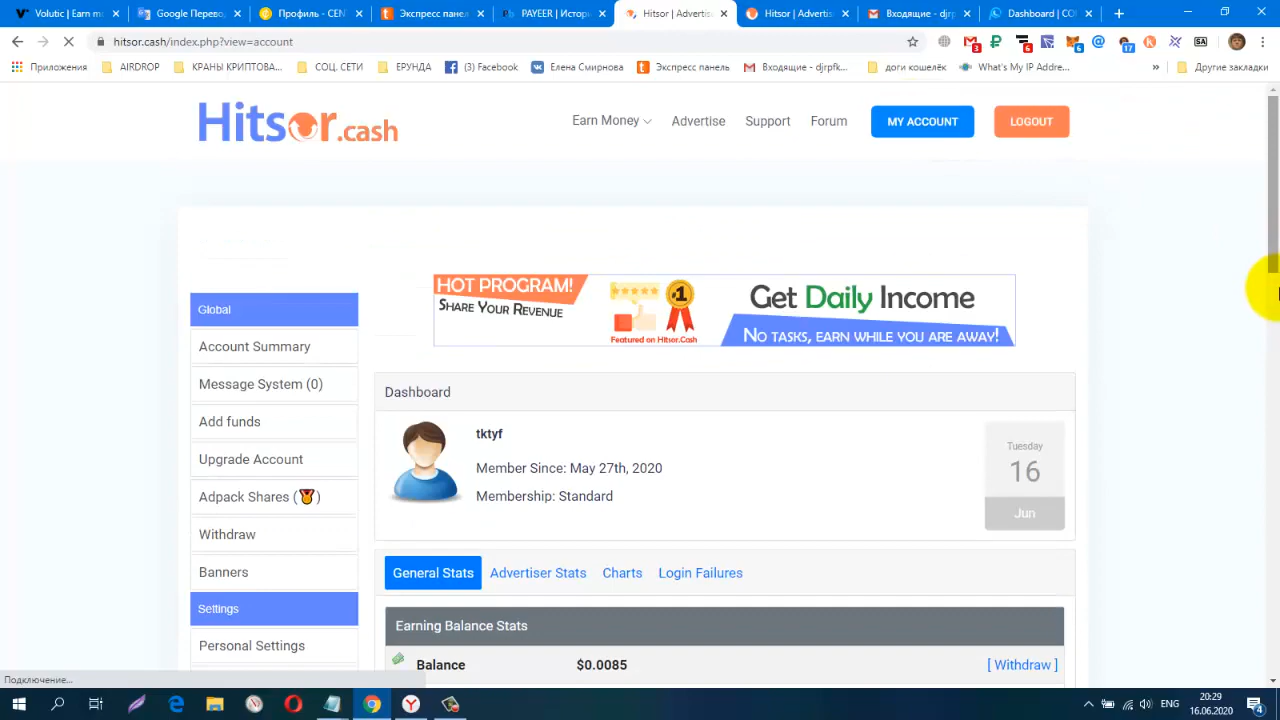 Volutic | Earn m
Google Перево
Профиль - CEN
Экспресс панель
PAYEER | Истори
Hitsor | Advertis
Hitsor | Advertis
Входящие - djrp
Dashboard | CO
hitsor.cash/index.php?view=account
Приложения
AIRDROP
КРАНЫ КРИПТОВА...
СОЦ. СЕТИ
ЕРУНДА
(3) Facebook
Елена Смирнова
Экспресс панель
Входящие - djrpfk...
доги кошелёк
What's My IP Addre...
»
Другие закладки
Hitsor.cash
Earn Money
Advertise
Support
Forum
MY ACCOUNT
LOGOUT
HOT PROGRAM!
SHARE YOUR REVENUE
#1
Featured on Hitsor.Cash
Get Daily Income
NO TASKS, EARN WHILE YOU ARE AWAY!
Global
Account Summary
Message System (0)
Add funds
Upgrade Account
Adpack Shares ( )
Withdraw
Banners
Settings
Personal Settings
Dashboard
tktyf
Member Since: May 27th, 2020
Membership: Standard
Tuesday
16
Jun
General Stats
Advertiser Stats
Charts
Login Failures
Earning Balance Stats
Balance $0.0085 [ Withdraw ]
Подключение...
ENG
20:29
16.06.2020